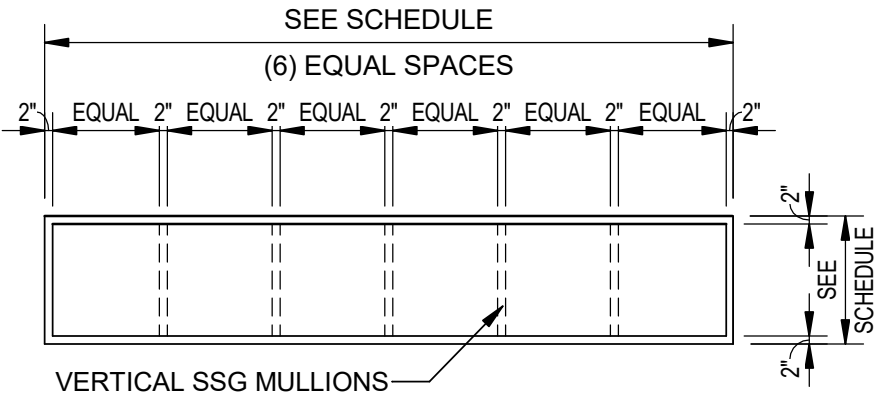 SEE SCHEDULE
(6) EQUAL SPACES
2" EQUAL 2" EQUAL 2" EQUAL 2" EQUAL 2" EQUAL 2" EQUAL 2"
2"
SEE
SCHEDULE
2"
VERTICAL SSG MULLIONS